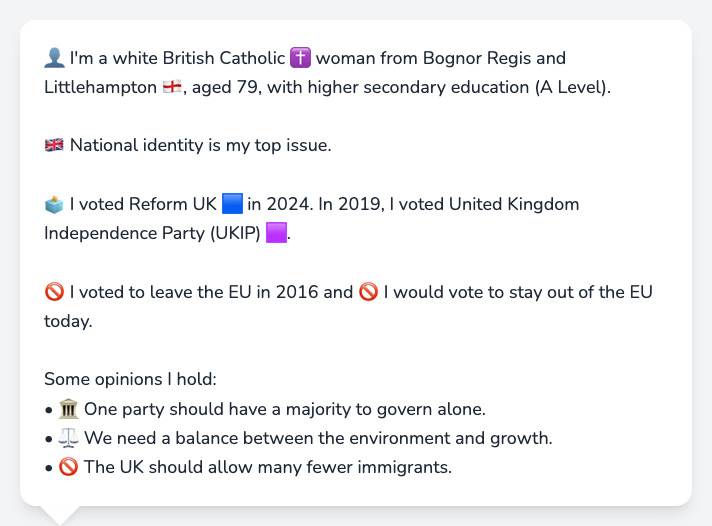 👤 I'm a white British Catholic ✝️ woman from Bognor Regis and
Littlehampton 🏴󠁧󠁢󠁥󠁮󠁧󠁿, aged 79, with higher secondary education (A Level).
🇬🇧 National identity is my top issue.
🗳️ I voted Reform UK 🟦 in 2024. In 2019, I voted United Kingdom
Independence Party (UKIP) 🟪.
🚫 I voted to leave the EU in 2016 and 🚫 I would vote to stay out of the EU
today.
Some opinions I hold:
• 🏛️ One party should have a majority to govern alone.
• ⚖️ We need a balance between the environment and growth.
• 🚫 The UK should allow many fewer immigrants.